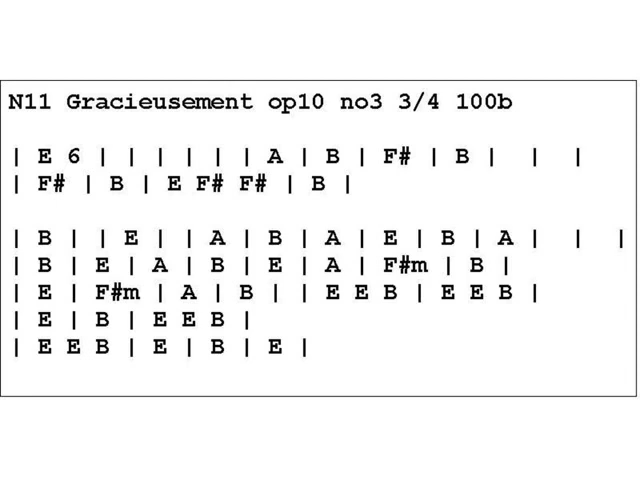 N11 Gracieusement op10 no3 3/4 100b
| E 6 | | | | | | A | B | F# | B | | |
| F# | B | E F# F# | B |
| B | | E | | A | B | A | E | B | A | | |
| B | E | A | B | E | A | F#m | B |
| E | F#m | A | B | | E E B | E E B |
| E | B | E E B |
| E E B | E | B | E |